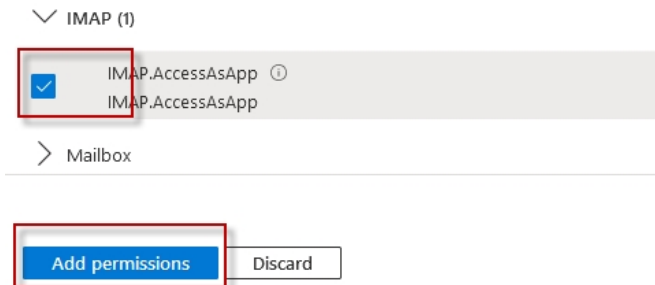 IMAP (1)
IMAP.AccessAsApp
IMAP.AccessAsApp
Mailbox
Add permissions Discard